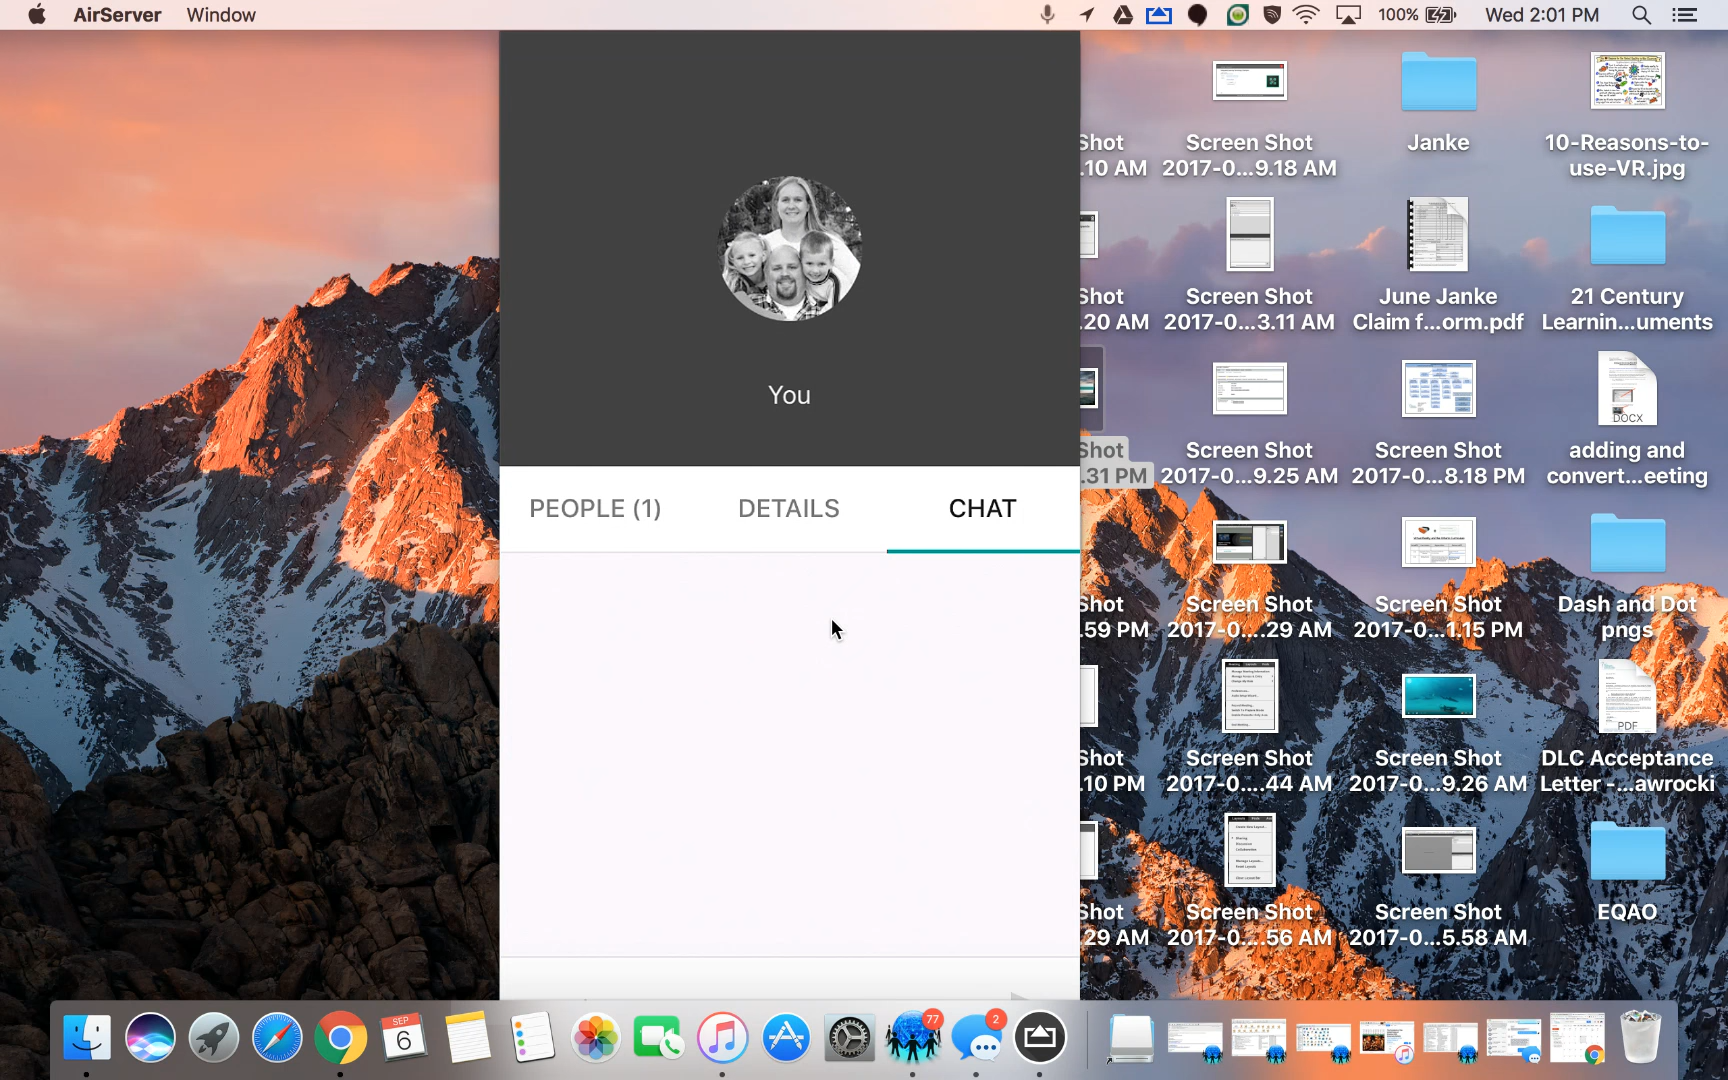 AirServer Window
100% Wed 2:01 PM
You
PEOPLE (1) DETAILS CHAT
Shot
.10 AM
Screen Shot
2017-0...9.18 AM
Janke
10-Reasons-to-
use-VR.jpg
Shot
.20 AM
Screen Shot
2017-0...3.11 AM
June Janke
Claim f...orm.pdf
21 Century
Learnin...uments
Shot
.31 PM
Screen Shot
2017-0...9.25 AM
Screen Shot
2017-0...8.18 PM
DOCX
adding and
convert...eeting
Shot
.59 PM
Screen Shot
2017-0....29 AM
Screen Shot
2017-0...1.15 PM
Dash and Dot
pngs
Shot
.10 PM
Screen Shot
2017-0....44 AM
Screen Shot
2017-0...9.26 AM
PDF
DLC Acceptance
Letter -...awrocki
Shot
29 AM
Screen Shot
2017-0....56 AM
Screen Shot
2017-0...5.58 AM
EQAO
SEP
6
77
2